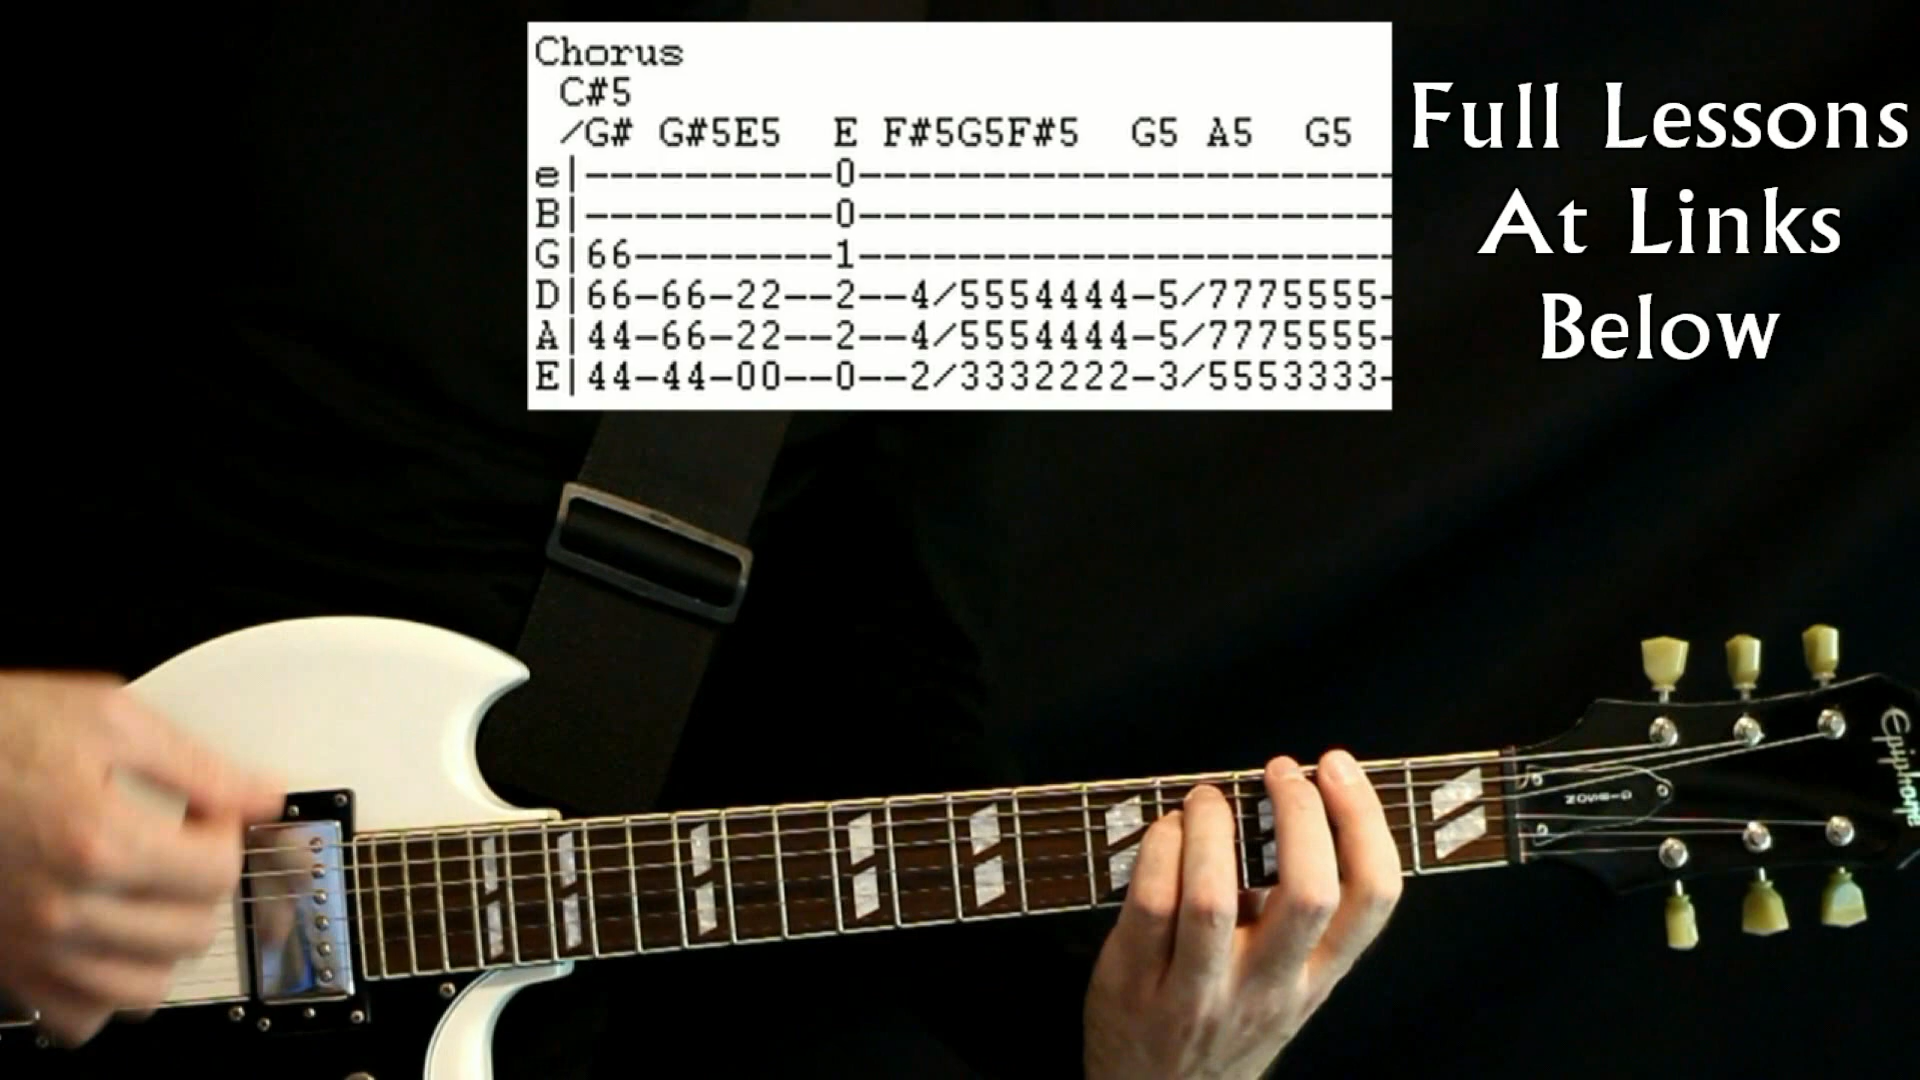 Chorus
C#5
/G# G#5E5 E F#5G5F#5 G5 A5 G5
e|----------0----------------------
B|----------0----------------------
G|66--------1----------------------
D|66-66-22--2--4/5554444-5/7775555-
A|44-66-22--2--4/5554444-5/7775555-
E|44-44-00--0--2/3332222-3/5553333-
Full Lessons
At Links
Below
GIBSON
Epiphone